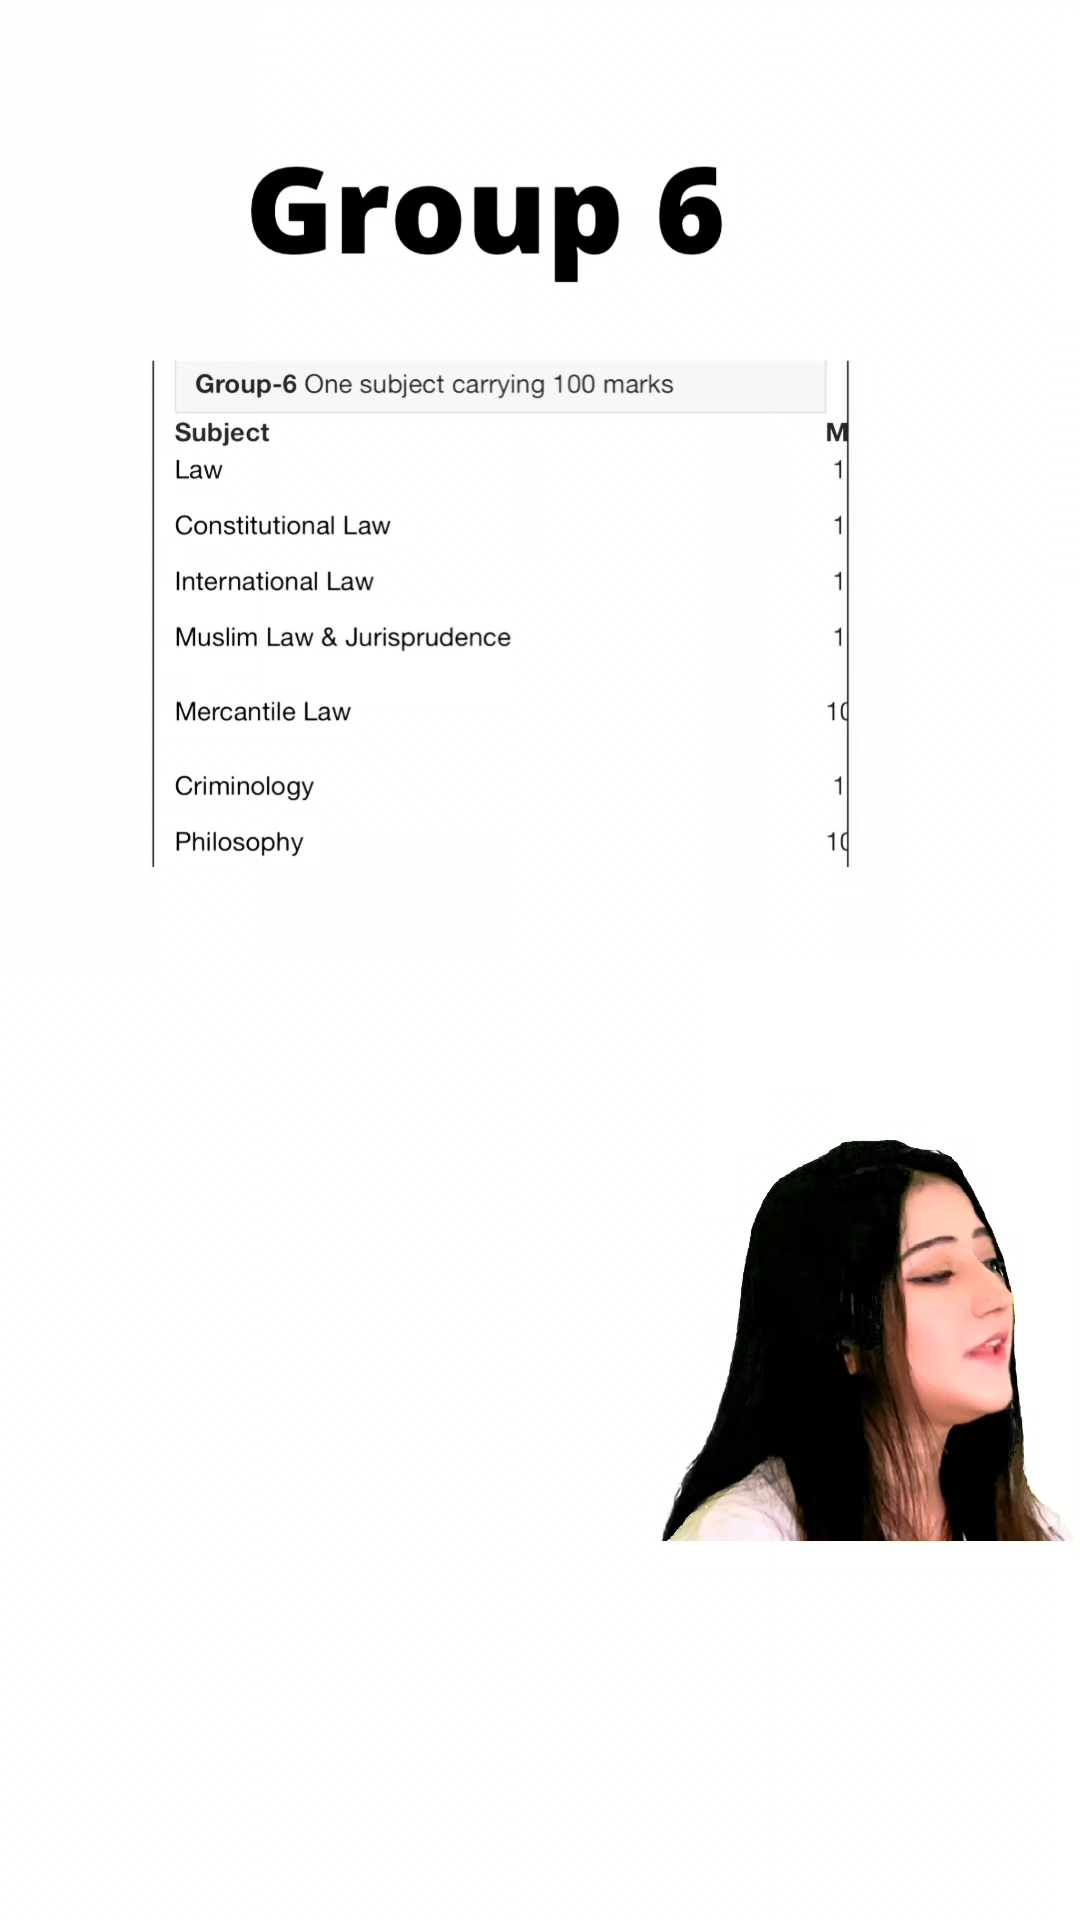 Group 6
Group-6 One subject carrying 100 marks
Subject
Law
Constitutional Law
International Law
Muslim Law & Jurisprudence
Mercantile Law
Criminology
Philosophy